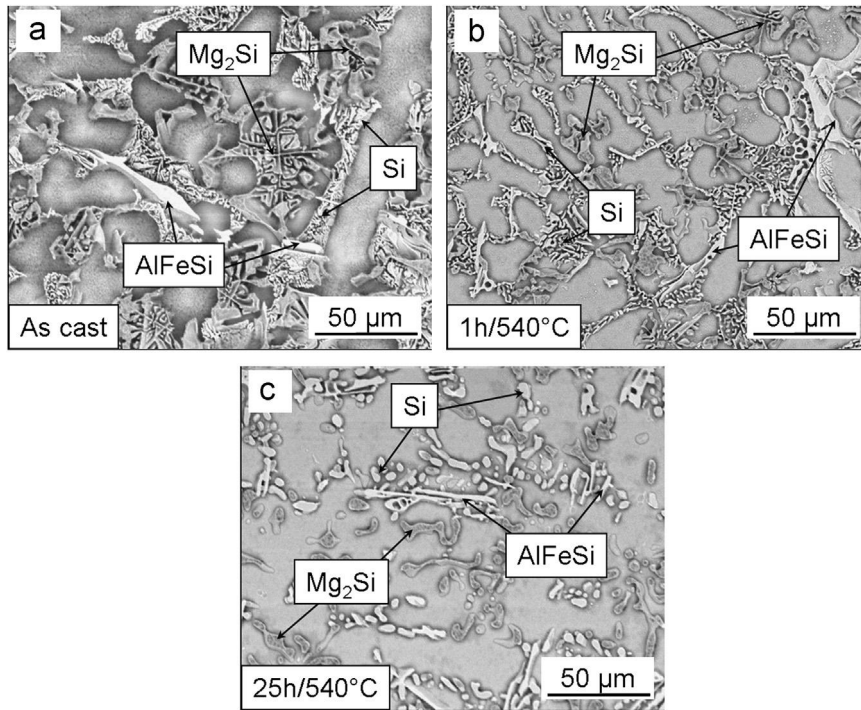 a
Mg₂Si
Si
AlFeSi
As cast
50 µm
b
Mg₂Si
Si
AlFeSi
1h/540°C
50 µm
c
Si
AlFeSi
Mg₂Si
25h/540°C
50 µm